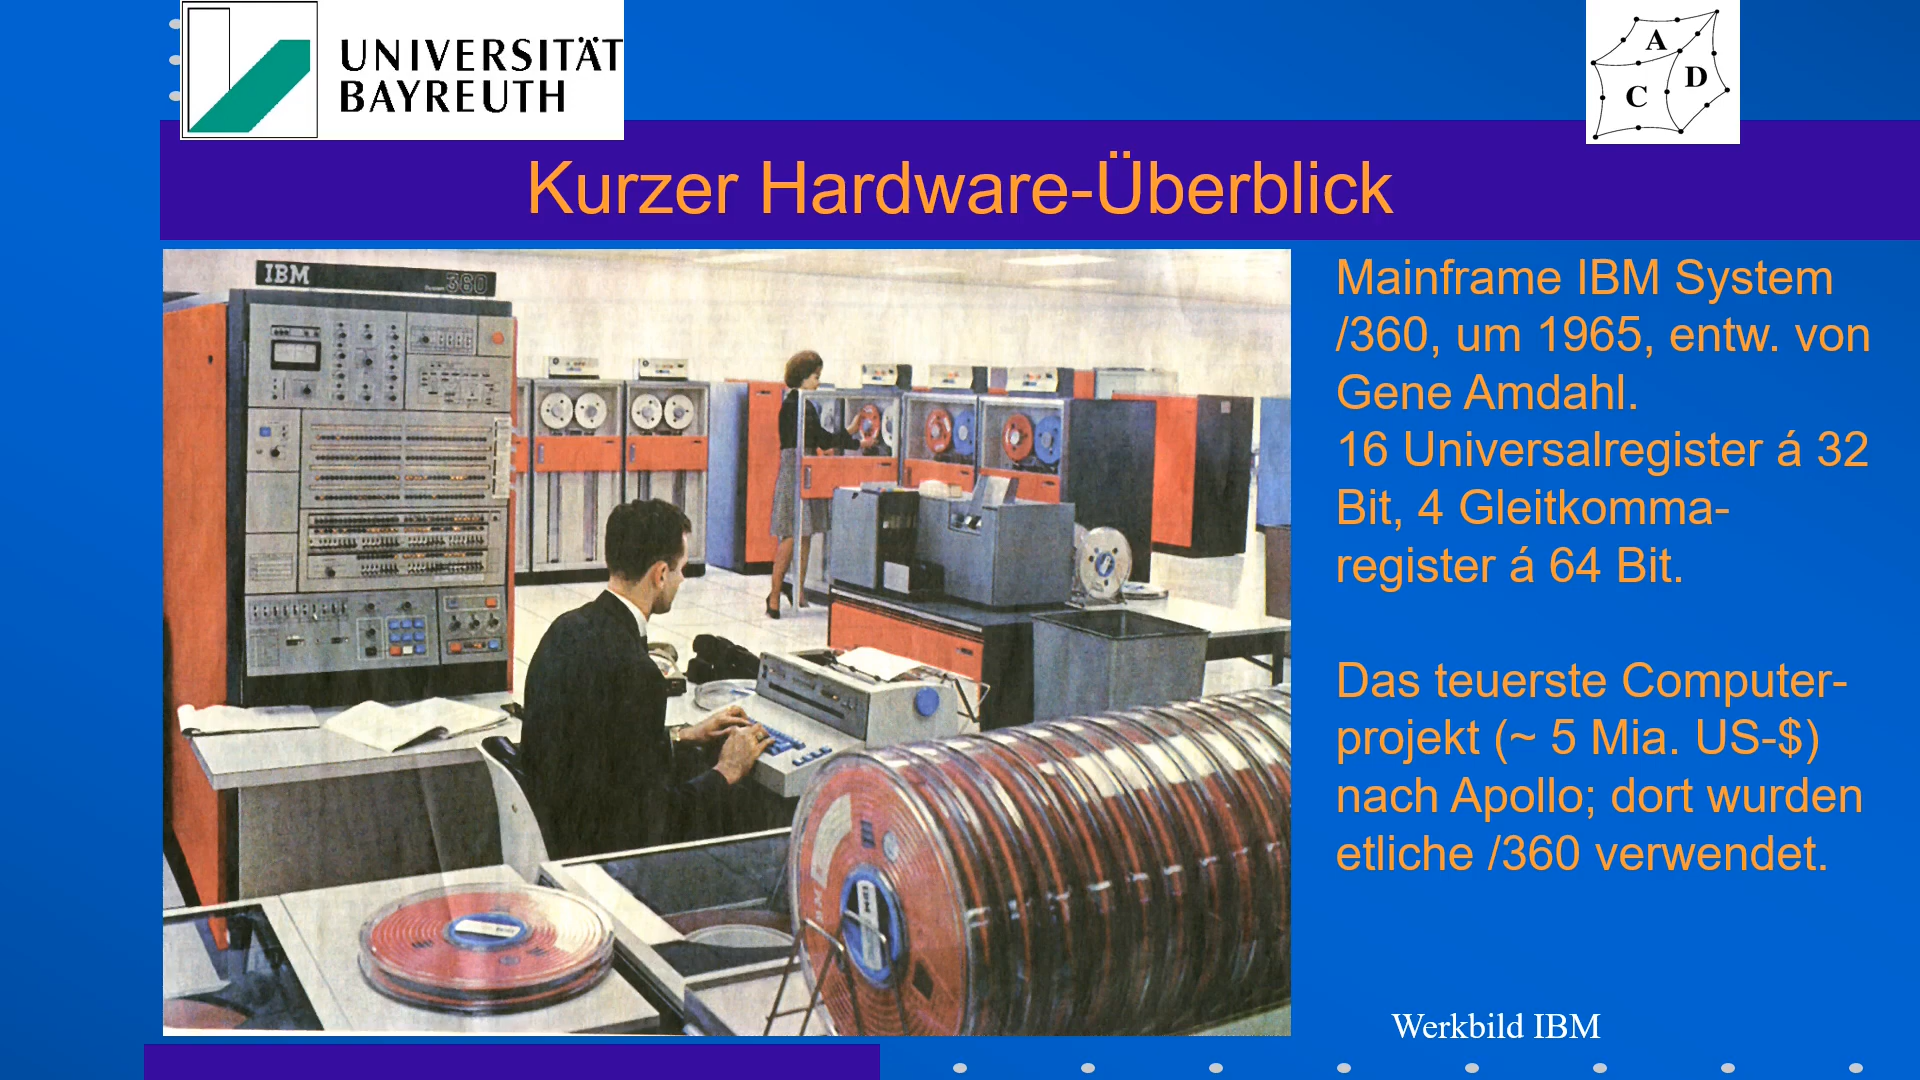 UNIVERSITÄT
BAYREUTH
A
D
C
Kurzer Hardware-Überblick
IBM
System 360
Mainframe IBM System
/360, um 1965, entw. von
Gene Amdahl.
16 Universalregister á 32
Bit, 4 Gleitkomma-
register á 64 Bit.
Das teuerste Computer-
projekt (~ 5 Mia. US-$)
nach Apollo; dort wurden
etliche /360 verwendet.
IBM
Werkbild IBM